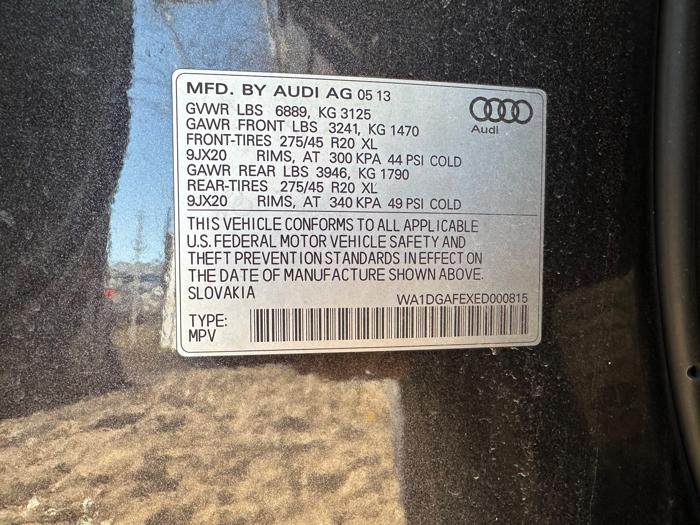 MFD. BY AUDI AG 05 13
GVWR LBS 6889, KG 3125
GAWR FRONT LBS 3241, KG 1470
FRONT-TIRES 275/45 R20 XL
9JX20 RIMS, AT 300 KPA 44 PSI COLD
GAWR REAR LBS 3946, KG 1790
REAR-TIRES 275/45 R20 XL
9JX20 RIMS, AT 340 KPA 49 PSI COLD
Audi
THIS VEHICLE CONFORMS TO ALL APPLICABLE
U.S. FEDERAL MOTOR VEHICLE SAFETY AND
THEFT PREVENTION STANDARDS IN EFFECT ON
THE DATE OF MANUFACTURE SHOWN ABOVE.
SLOVAKIA
WA1DGAFEXED000815
TYPE:
MPV